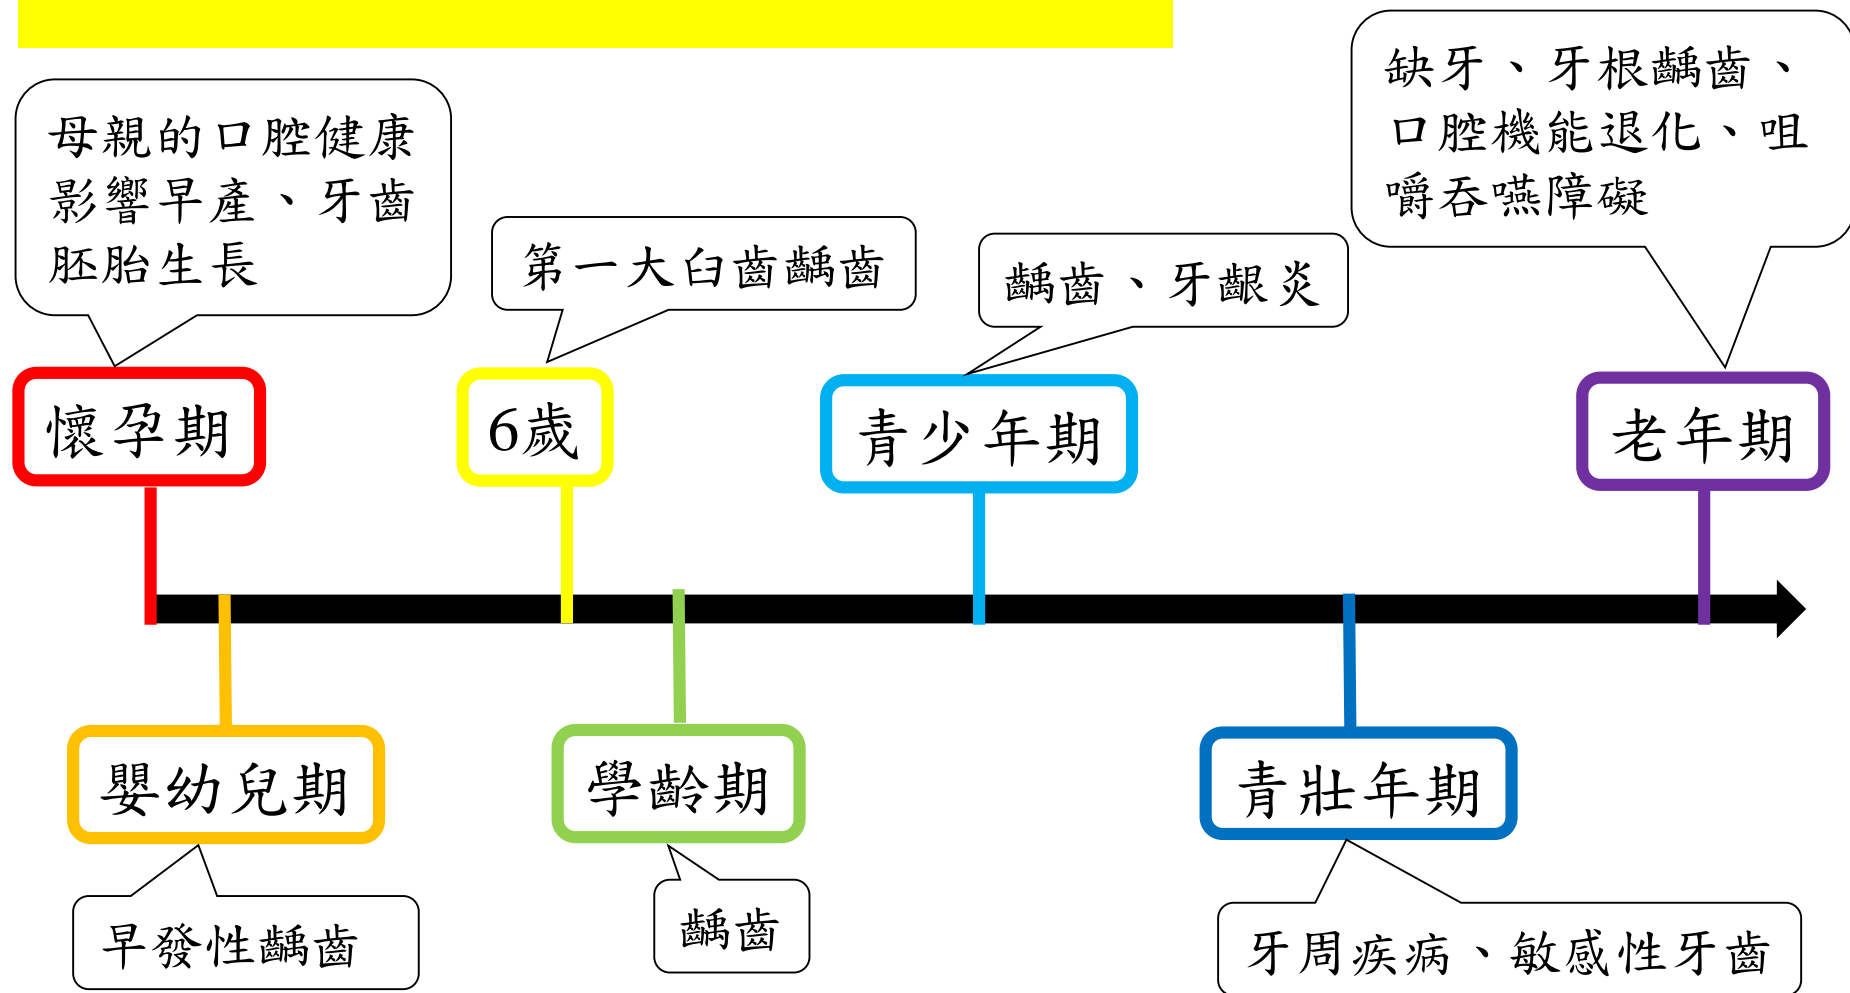 母親的口腔健康
影響早產、牙齒
胚胎生長
第一大臼齒齲齒
齲齒、牙齦炎
缺牙、牙根齲齒、
口腔機能退化、咀
嚼吞嚥障礙
懷孕期
6歲
青少年期
老年期
嬰幼兒期
學齡期
青壯年期
早發性齲齒
齲齒
牙周疾病、敏感性牙齒